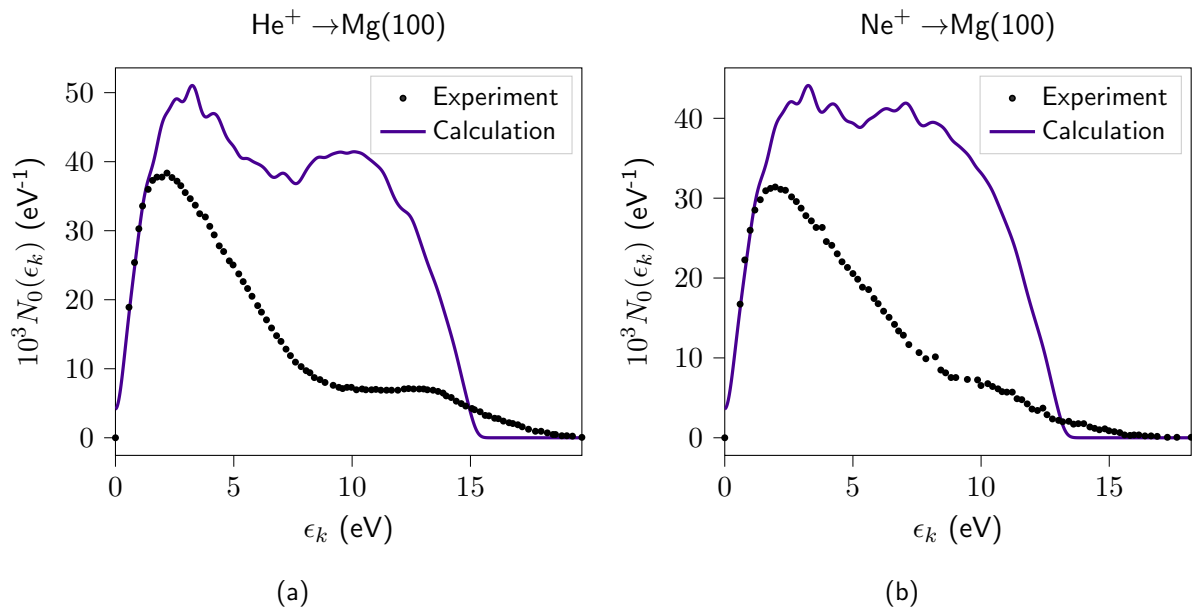 He⁺ →Mg(100)
50
40
30
20
10
0
0
5
10
15
10³N₀(ϵₖ) (eV⁻¹)
ϵₖ (eV)
Experiment
Calculation
(a)
Ne⁺ →Mg(100)
40
30
20
10
0
0
5
10
15
10³N₀(ϵₖ) (eV⁻¹)
ϵₖ (eV)
Experiment
Calculation
(b)